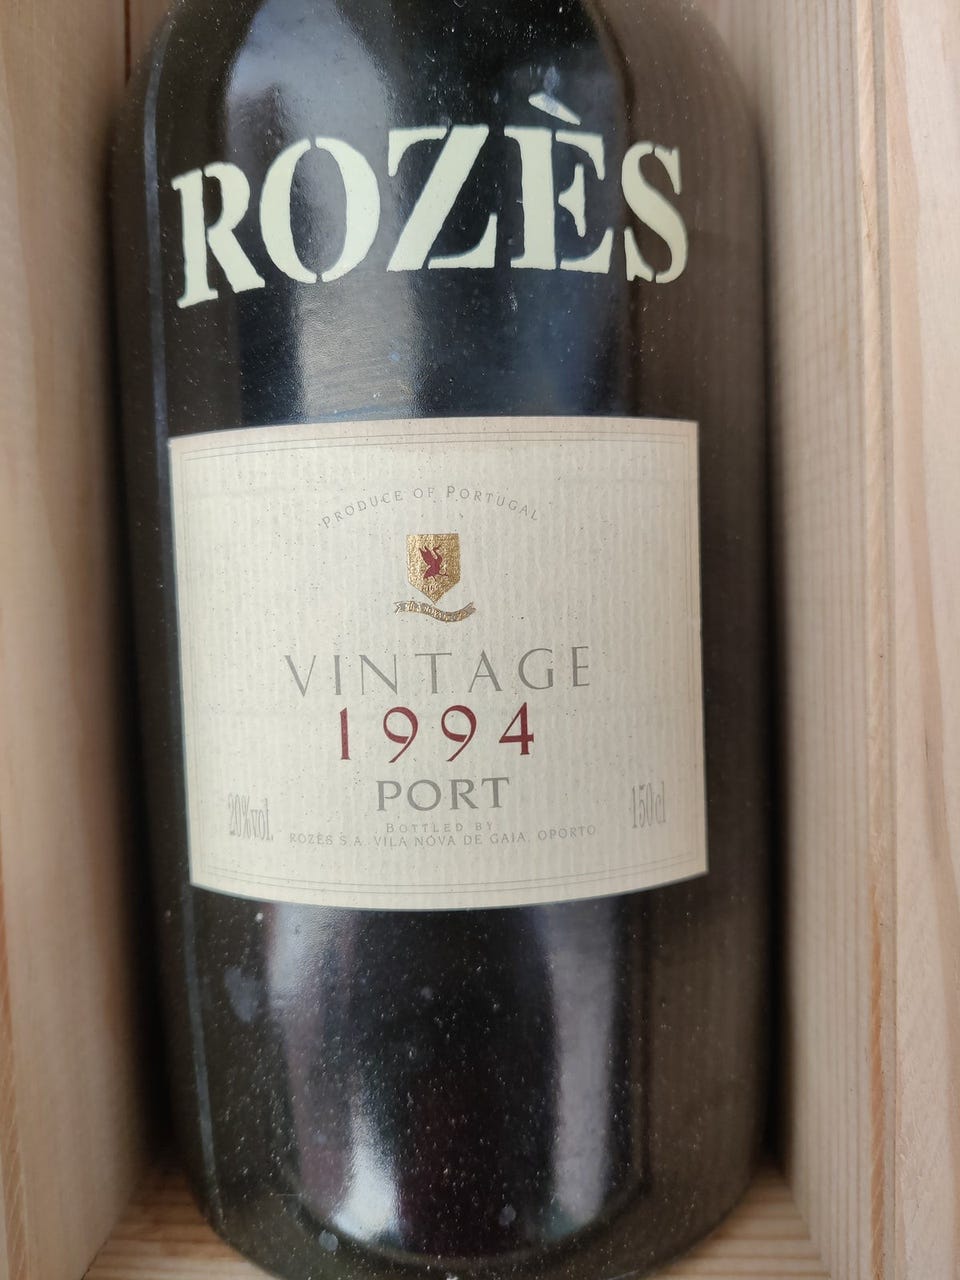 ROZÈS
PRODUCE OF PORTUGAL
VINTAGE
1994
PORT
20%vol.
150cl
BOTTLED BY
ROZÈS S.A. VILA NOVA DE GAIA, OPORTO